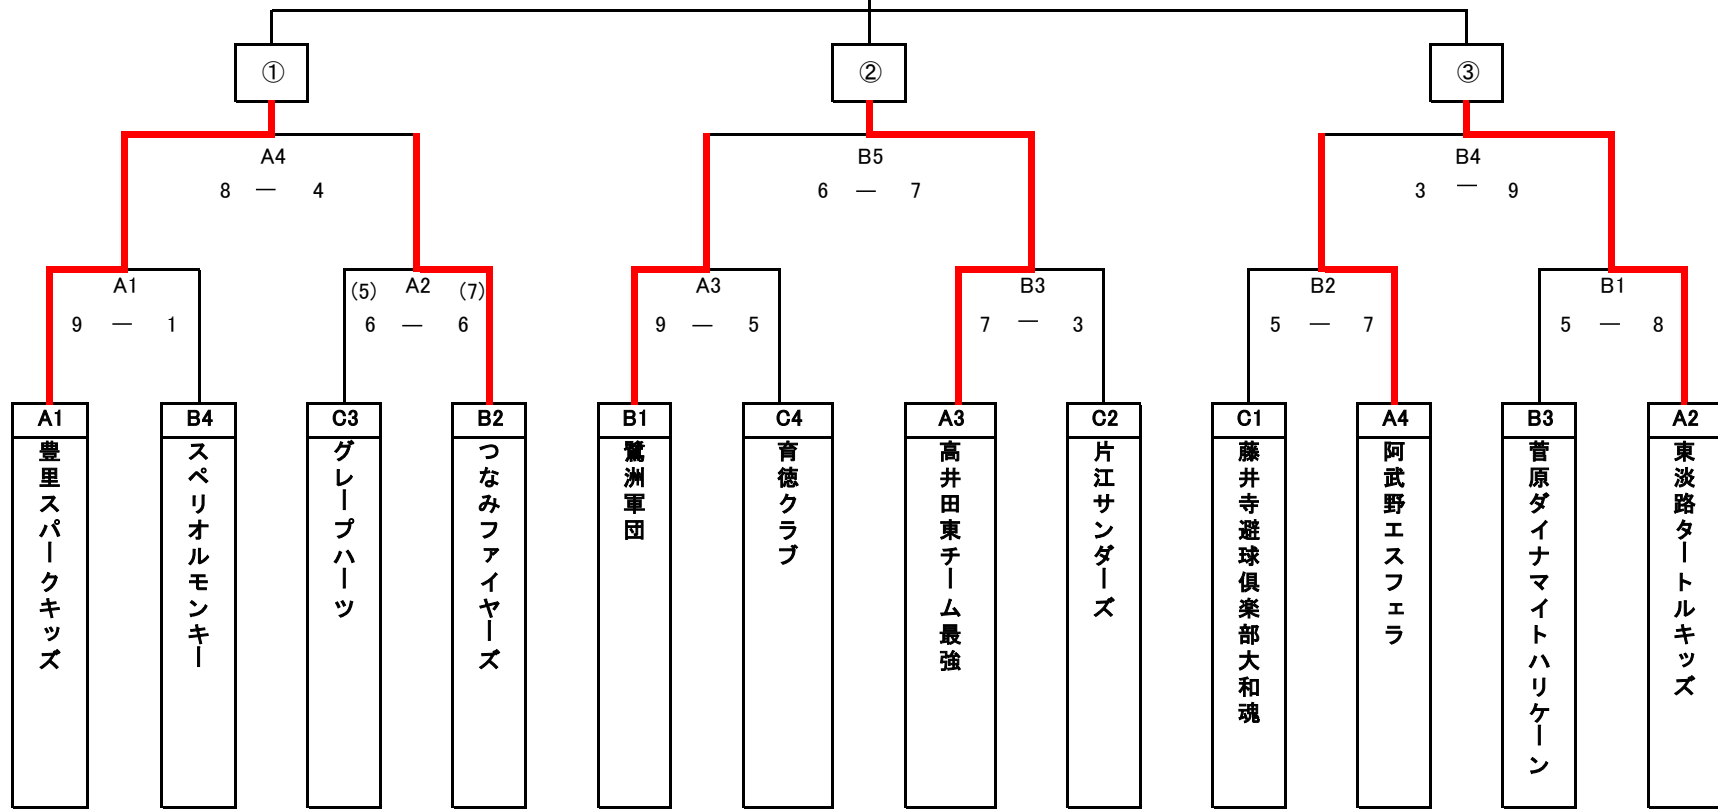 ① ② ③
A4 B5 B4
8 — 4 6 — 7 3 — 9
A1 (5) A2 (7) A3 B3 B2 B1
9 — 1 6 — 6 9 — 5 7 — 3 5 — 7 5 — 8
A1 B4 C3 B2 B1 C4 A3 C2 C1 A4 B3 A2
豊里スパークキッズ
スペリオルモンキー
グレープハーツ
つなみファイヤーズ
鷺洲軍団
育徳クラブ
高井田東チーム最強
片江サンダーズ
藤井寺避球倶楽部大和魂
阿武野エスフェラ
菅原ダイナマイトハリケーン
東淡路タートルキッズ